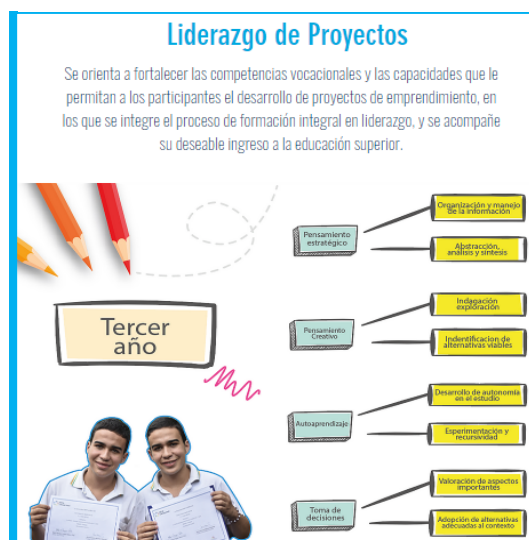 Liderazgo de Proyectos
Se orienta a fortalecer las competencias vocacionales y las capacidades que le
permitan a los participantes el desarrollo de proyectos de emprendimiento, en
los que se integre el proceso de formación integral en liderazgo, y se acompañe
su deseable ingreso a la educación superior.
Tercer
año
Pensamiento
estratégico
Organización y manejo
de la información
Abstracción,
análisis y síntesis
Pensamiento
Creativo
Indagación
exploración
Indentificacion de
alternativas viables
Autoaprendizaje
Desarrollo de autonomía
en el estudio
Esperimentación y
recursividad
Toma de
decisiones
Valoración de aspectos
importantes
Adopción de alternativas
adecuadas al contexto